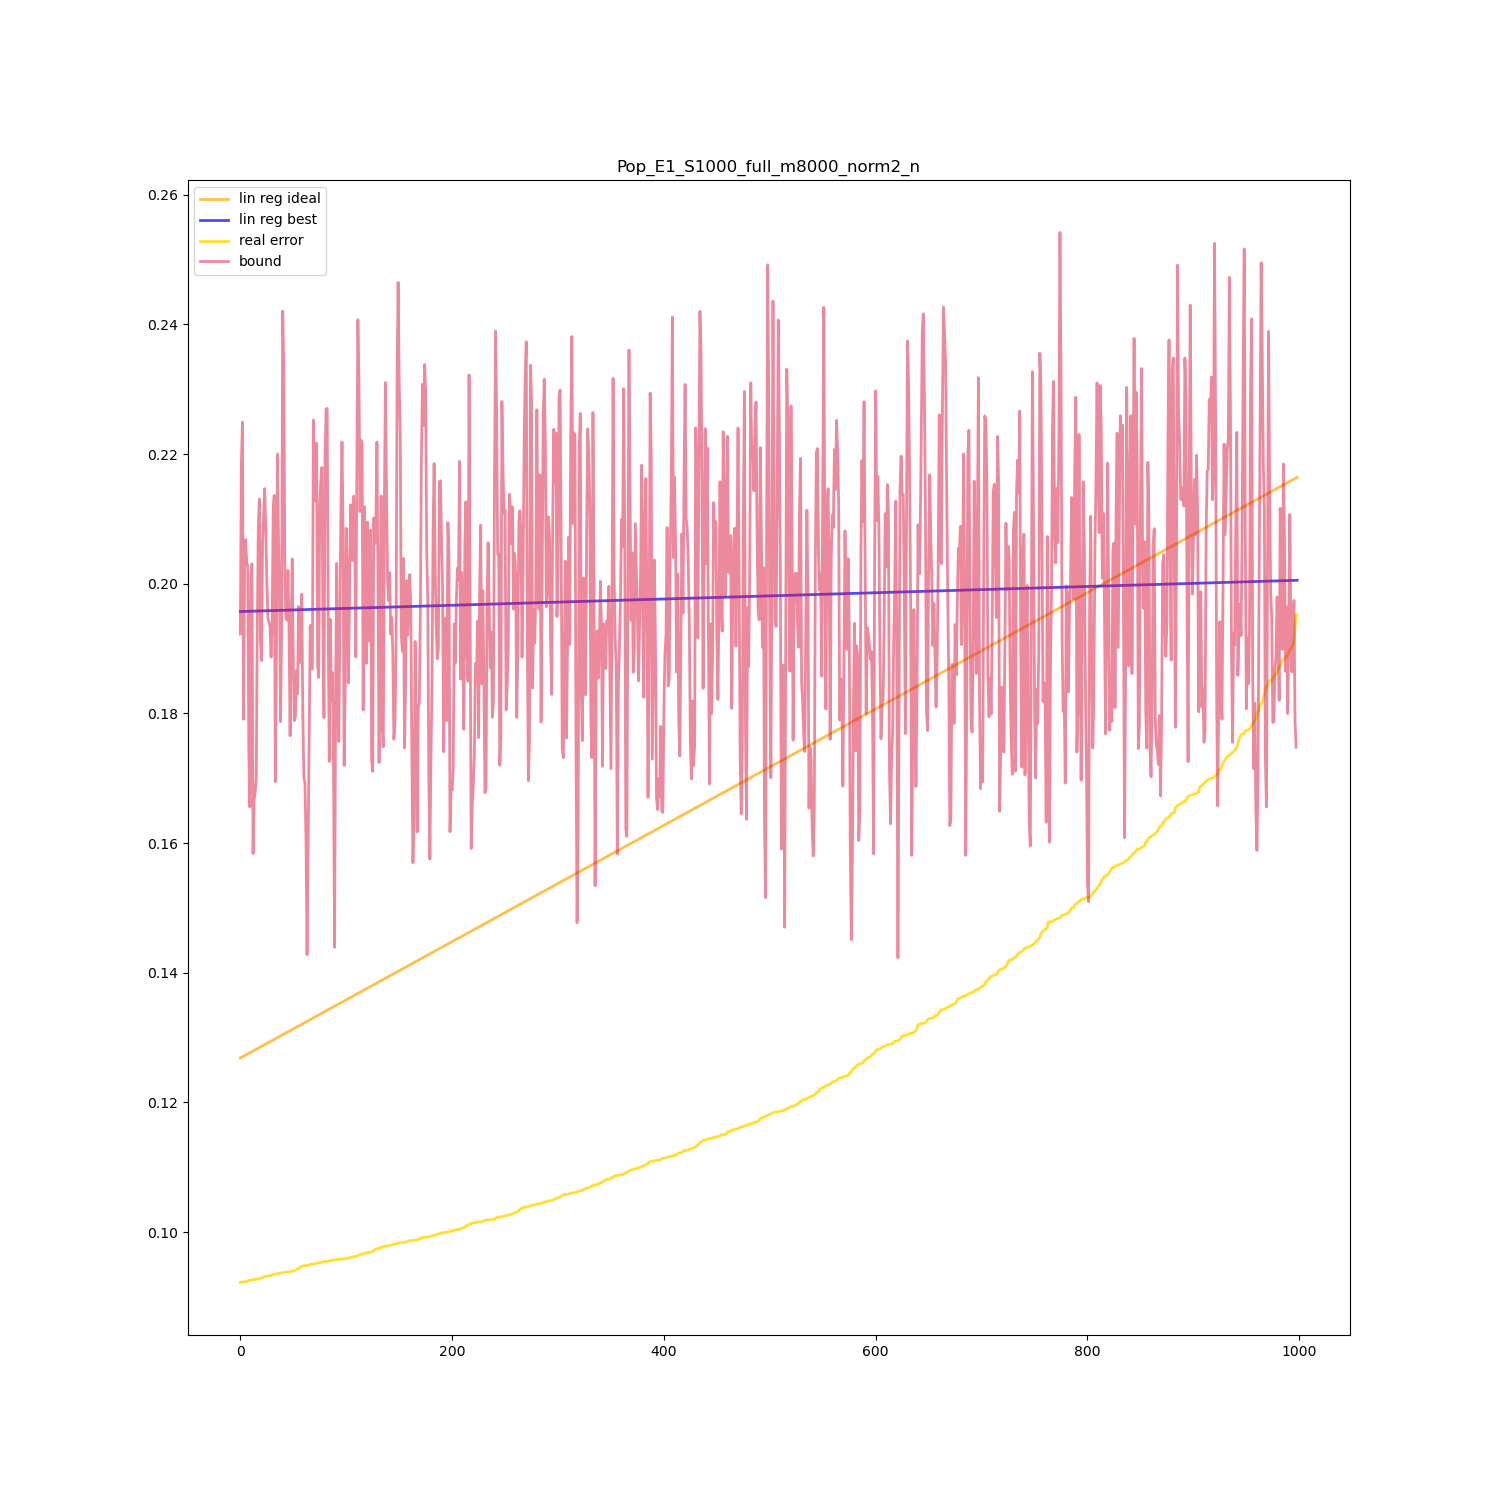 Pop_E1_S1000_full_m8000_norm2_n
lin reg ideal
lin reg best
real error
bound
0.26
0.24
0.22
0.20
0.18
0.16
0.14
0.12
0.10
0 200 400 600 800 1000